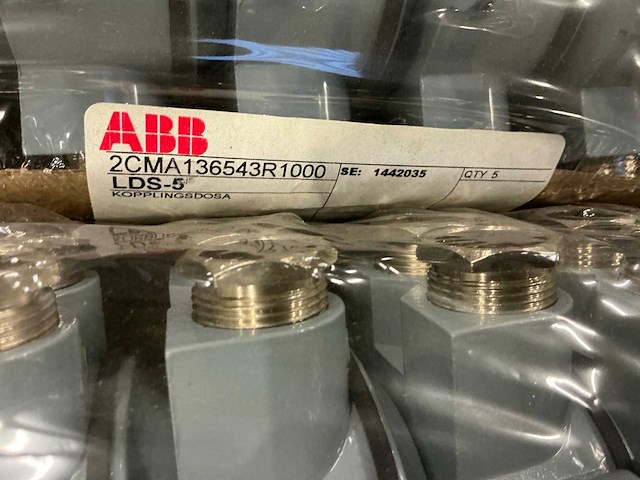 ABB
2CMA136543R1000
SE: 1442035
QTY 5
LDS-5
KOPPLINGSDOSA